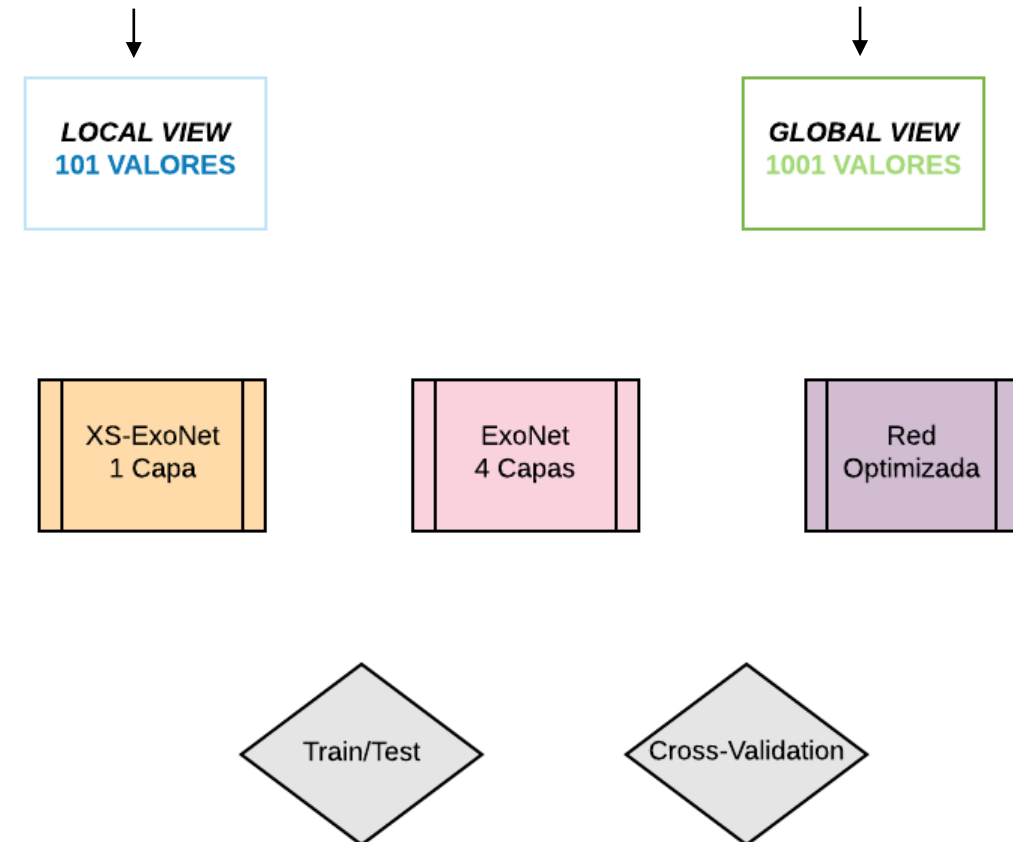 LOCAL VIEW
101 VALORES
GLOBAL VIEW
1001 VALORES
XS-ExoNet
1 Capa
ExoNet
4 Capas
Red
Optimizada
Train/Test
Cross-Validation